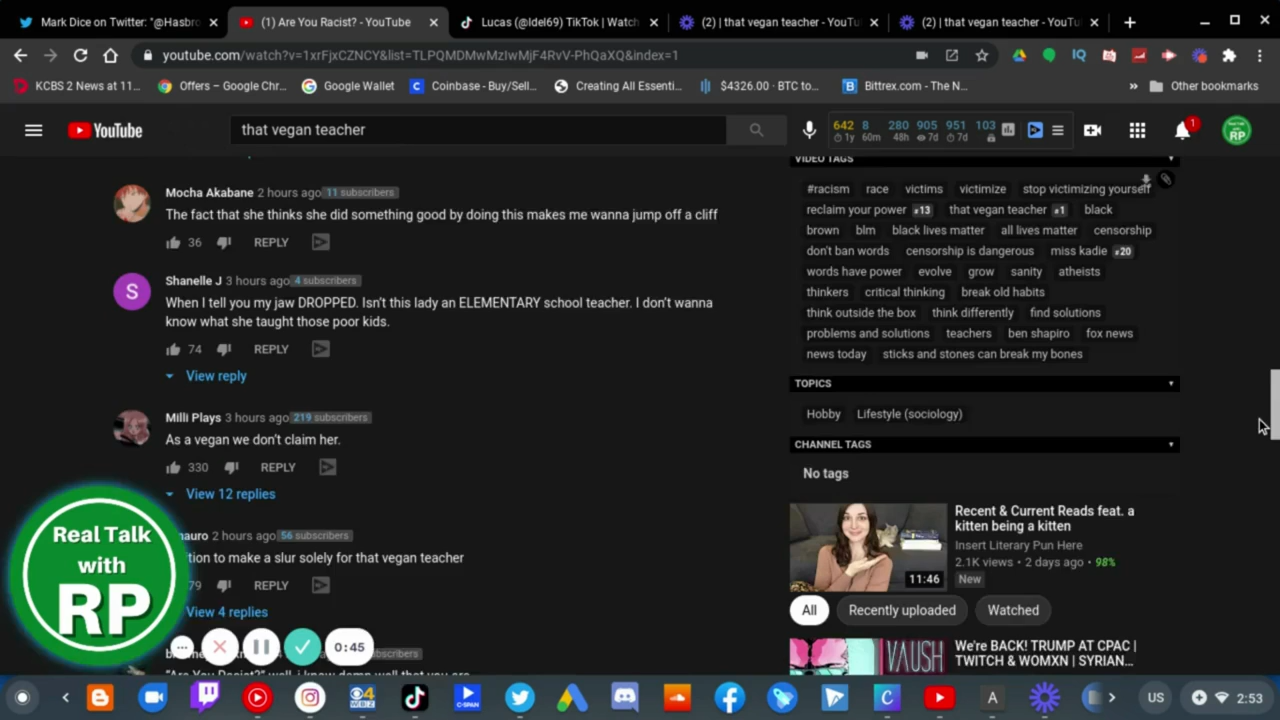 Mark Dice on Twitter: "@Hasbro
(1) Are You Racist? - YouTube
Lucas (@ldel69) TikTok | Watch
(2) | that vegan teacher - YouTu
(2) | that vegan teacher - YouTu
youtube.com/watch?v=1xrFjxCZNCY&list=TLPQMDMwMzIwMjF4RvV-PhQaXQ&index=1
KCBS 2 News at 11...
Offers – Google Chr...
Google Wallet
Coinbase - Buy/Sell...
Creating All Essenti...
$4326.00 · BTC to...
Bittrex.com - The N...
Other bookmarks
YouTube
that vegan teacher
642 8 280 905 951 103
1y 60m 48h 7d 7d
1
Mocha Akabane 2 hours ago 11 subscribers
The fact that she thinks she did something good by doing this makes me wanna jump off a cliff
36 REPLY
Shanelle J 3 hours ago 4 subscribers
S
When I tell you my jaw DROPPED. Isn't this lady an ELEMENTARY school teacher. I don't wanna
know what she taught those poor kids.
74 REPLY
View reply
Milli Plays 3 hours ago 219 subscribers
As a vegan we don't claim her.
330 REPLY
View 12 replies
2 hours ago 56 subscribers
to make a slur solely for that vegan teacher
79 REPLY
View 4 replies
subscribers
Real Talk
with
RP
0:45
VIDEO TAGS
#racism race victims victimize stop victimizing yourself
reclaim your power #13 that vegan teacher #1 black
brown blm black lives matter all lives matter censorship
don't ban words censorship is dangerous miss kadie #20
words have power evolve grow sanity atheists
thinkers critical thinking break old habits
think outside the box think differently find solutions
problems and solutions teachers ben shapiro fox news
news today sticks and stones can break my bones
TOPICS
Hobby Lifestyle (sociology)
CHANNEL TAGS
No tags
Recent & Current Reads feat. a
kitten being a kitten
Insert Literary Pun Here
2.1K views • 2 days ago • 98%
New
11:46
All Recently uploaded Watched
VAUSH
We're BACK! TRUMP AT CPAC |
TWITCH & WOMXN | SYRIAN...
US
2:53